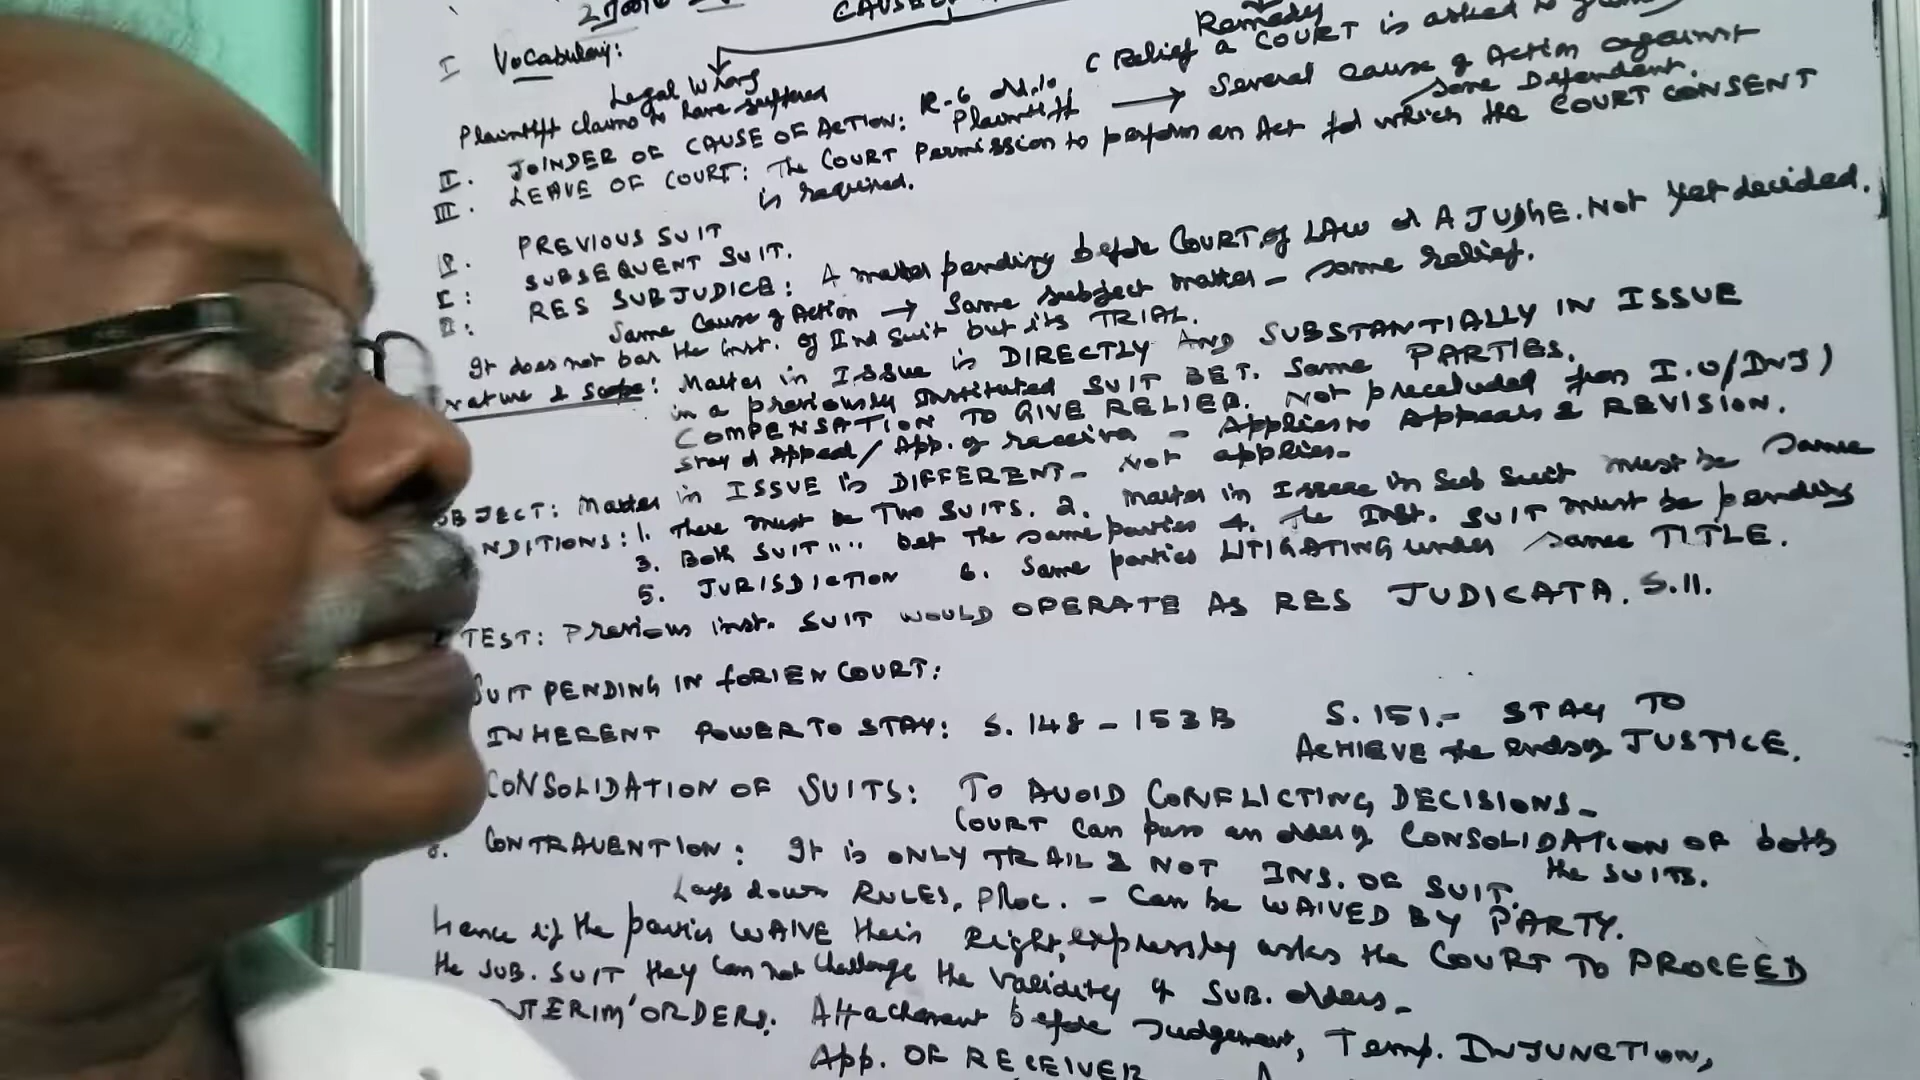 Remedy
I Vocabulary:
Legal Wrong
( Relief a COURT is asked to
Plaintiff claims to have suffered
II. JOINDER OF CAUSE OF ACTION: R-6 Plaintiff → Several cause of Action against same Defendant.
III. LEAVE OF COURT: The COURT Permission to perform an Act for which the COURT CONSENT
is required.
PREVIOUS SUIT
SUBSEQUENT SUIT.
RES SUBJUDICE: A matter pending before COURT of LAW or A JUDGE. Not yet decided.
Same Cause of Action → Same subject matter - same relief.
It does not bar the inst. of IInd Suit but its TRIAL.
nature & scope: Matter in ISSUE is DIRECTLY AND SUBSTANTIALLY IN ISSUE
in a previously instituted SUIT BET. Same PARTIES.
COMPENSATION TO GIVE RELIEF. Not precluded from I.O/INJ)
stay of Appeal / App. of receiver - Applies to Appeals & REVISION.
BJECT: Matter in ISSUE is DIFFERENT - Not applies-
NDITIONS: 1. There must be TWO SUITS. 2. Matter in Issue in Sub Suit must be same
3. Both SUIT " " bet The same parties 4. The Inst. SUIT must be pending
5. JURISDICTION 6. Same parties LITIGATING under same TITLE.
TEST: Previous inst. SUIT WOULD OPERATE AS RES JUDICATA. S.11.
SUIT PENDING IN FORIEN COURT:
INHERENT POWER TO STAY: S. 148 - 153B S. 151.- STAY TO
ACHIEVE the ends of JUSTICE.
CONSOLIDATION OF SUITS: TO AVOID CONFLICTING DECISIONS-
COURT can pass an order of CONSOLIDATION OF both
the SUITS.
8. CONTRAVENTION: It is ONLY TRAIL & NOT INS. OF SUIT.
Lays down RULES, PROC. - Can be WAIVED BY PARTY.
Hence if the parties WAIVE their Right, expressly asks the COURT TO PROCEED
the SUB. SUIT they can not challenge the validity of SUB. orders-
NTERIM ORDERS. Attachement before Judgement, Temp. INJUNCTION,
App. OF RECEIVER